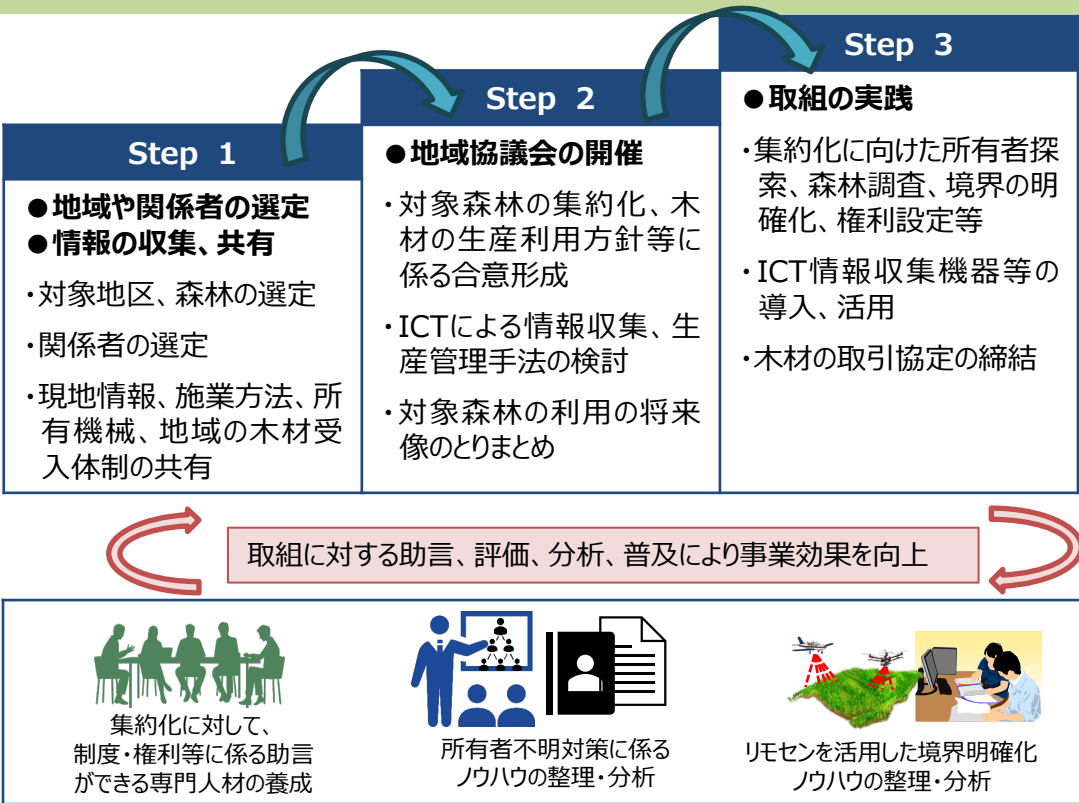 Step 1
●地域や関係者の選定
●情報の収集、共有
・対象地区、森林の選定
・関係者の選定
・現地情報、施業方法、所
有機械、地域の木材受
入体制の共有
Step 2
●地域協議会の開催
・対象森林の集約化、木
材の生産利用方針等に
係る合意形成
・ICTによる情報収集、生
産管理手法の検討
・対象森林の利用の将来
像のとりまとめ
Step 3
●取組の実践
・集約化に向けた所有者探
索、森林調査、境界の明
確化、権利設定等
・ICT情報収集機器等の
導入、活用
・木材の取引協定の締結
取組に対する助言、評価、分析、普及により事業効果を向上
集約化に対して、
制度・権利等に係る助言
ができる専門人材の養成
所有者不明対策に係る
ノウハウの整理・分析
リモセンを活用した境界明確化
ノウハウの整理・分析